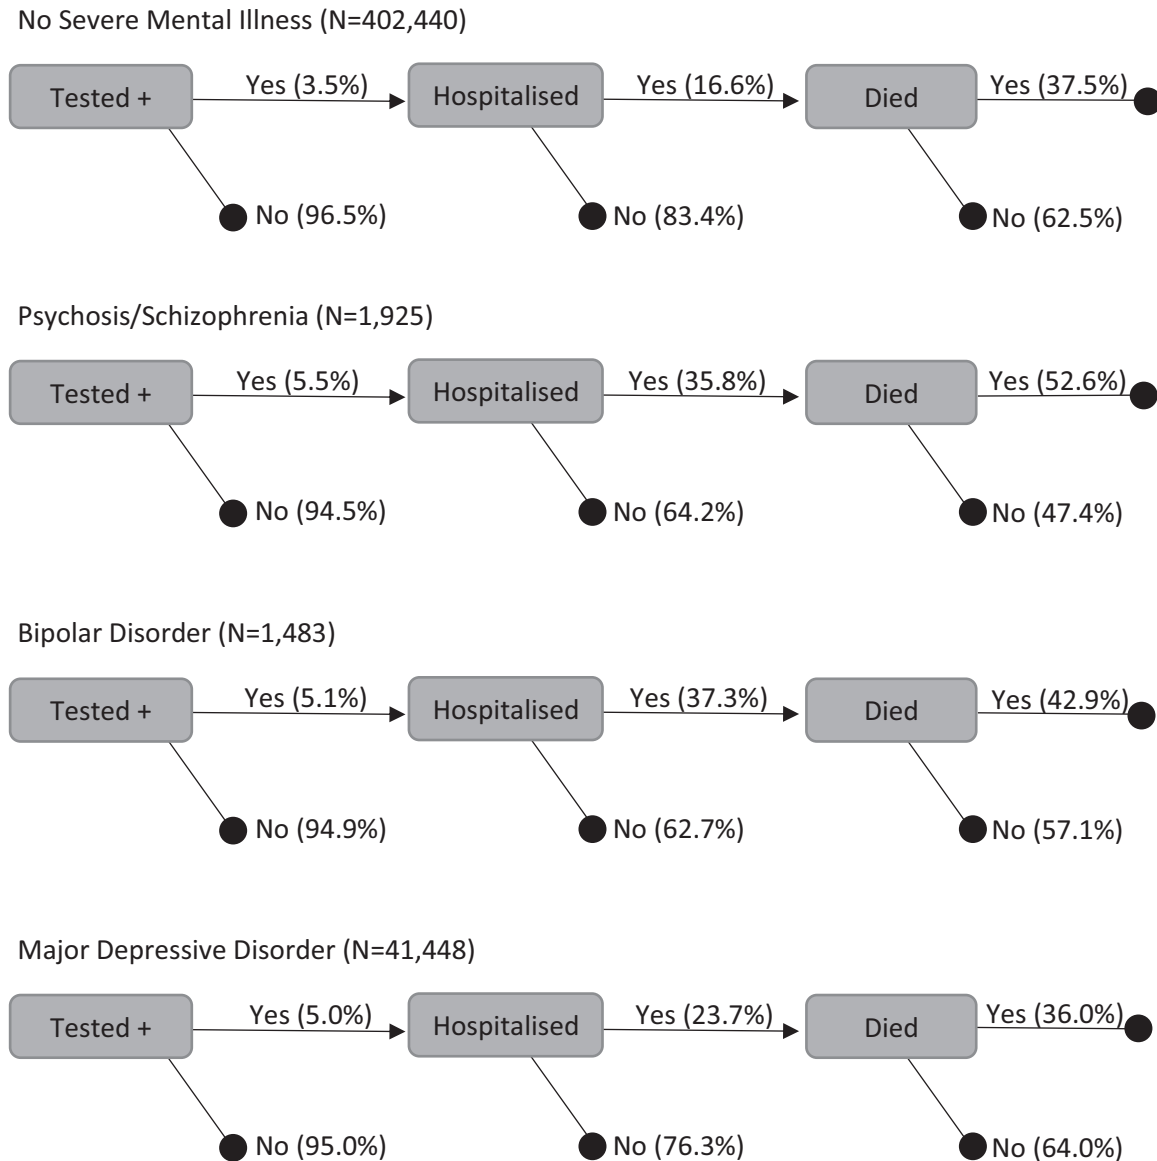 No Severe Mental Illness (N=402,440)
Tested +
Yes (3.5%)
Hospitalised
Yes (16.6%)
Died
Yes (37.5%)
No (96.5%)
No (83.4%)
No (62.5%)
Psychosis/Schizophrenia (N=1,925)
Tested +
Yes (5.5%)
Hospitalised
Yes (35.8%)
Died
Yes (52.6%)
No (94.5%)
No (64.2%)
No (47.4%)
Bipolar Disorder (N=1,483)
Tested +
Yes (5.1%)
Hospitalised
Yes (37.3%)
Died
Yes (42.9%)
No (94.9%)
No (62.7%)
No (57.1%)
Major Depressive Disorder (N=41,448)
Tested +
Yes (5.0%)
Hospitalised
Yes (23.7%)
Died
Yes (36.0%)
No (95.0%)
No (76.3%)
No (64.0%)